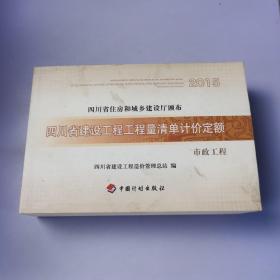 2015
四川省住房和城乡建设厅颁布
四川省建设工程工程量清单计价定额
市政工程
四川省建设工程造价管理总站 编
中国计划出版社